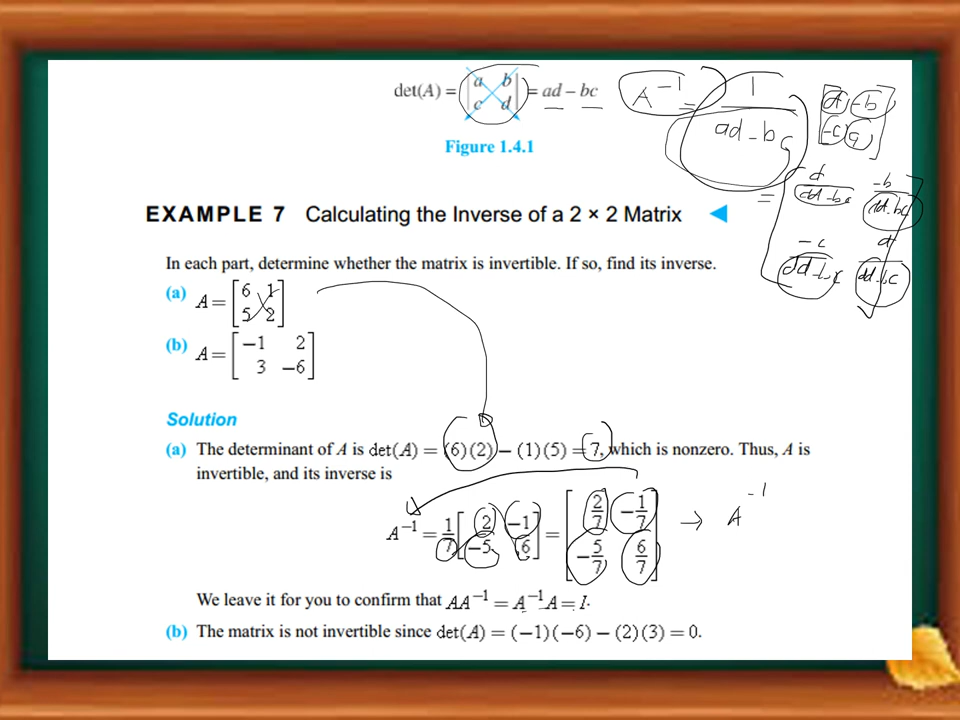 det(A) = |a b| = ad – bc
|c d|
A⁻¹ = 1/(ad - bc) [d -b]
[-c a]
Figure 1.4.1
= [d/(ad-bc) -b/(ad-bc)]
[-c/(ad-bc) d/(ad-bc)]
EXAMPLE 7 Calculating the Inverse of a 2 × 2 Matrix ◀
In each part, determine whether the matrix is invertible. If so, find its inverse.
(a) A = [6 1]
[5 2]
(b) A = [−1 2]
[3 −6]
Solution
(a) The determinant of A is det(A) = (6)(2) − (1)(5) = 7, which is nonzero. Thus, A is
invertible, and its inverse is
A⁻¹ = 1/7 [2 −1] = [2/7 −1/7] → A⁻¹
[−5 6] [−5/7 6/7]
We leave it for you to confirm that AA⁻¹ = A⁻¹A = I.
(b) The matrix is not invertible since det(A) = (−1)(−6) − (2)(3) = 0.